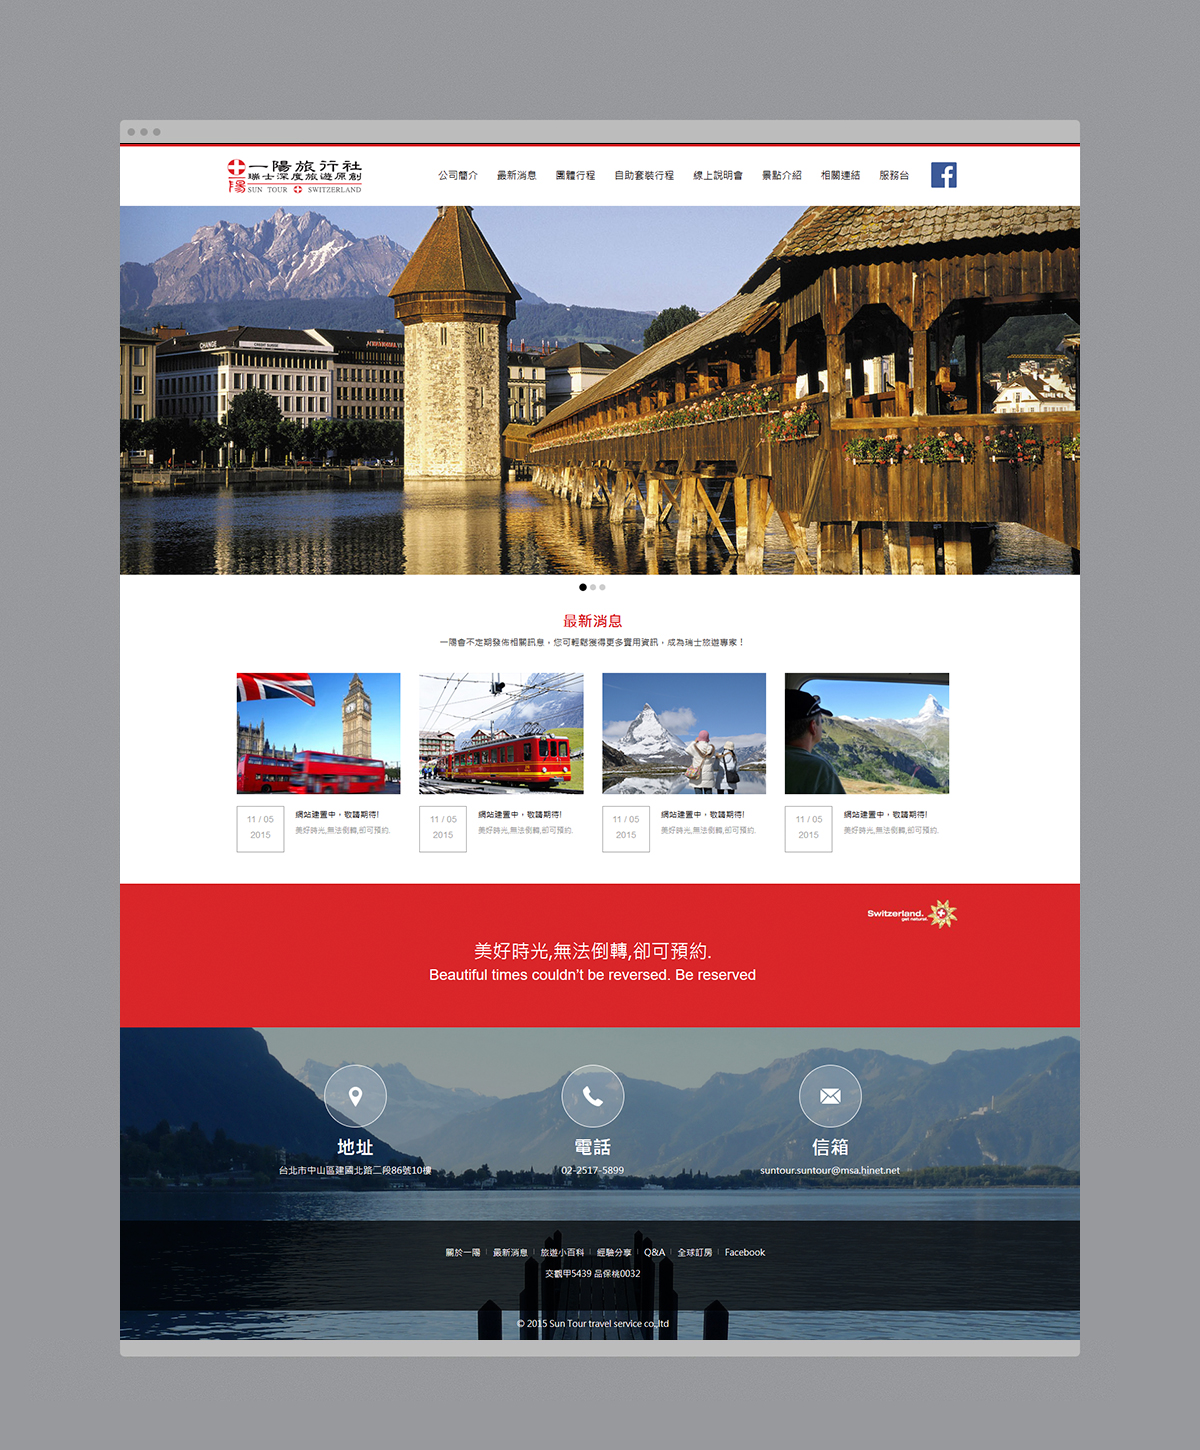 一陽旅行社
瑞士深度旅遊原創
陽 SUN TOUR SWITZERLAND
公司簡介 最新消息 團體行程 自助套裝行程 線上說明會 景點介紹 相關連結 服務台
CHANGE CREDIT SUISSE
最新消息
一陽會不定期發佈相關訊息，您可輕鬆獲得更多實用資訊，成為瑞士旅遊專家！
11 / 05
2015
網站建置中，敬請期待!
美好時光,無法倒轉,卻可預約.
11 / 05
2015
網站建置中，敬請期待!
美好時光,無法倒轉,卻可預約.
11 / 05
2015
網站建置中，敬請期待!
美好時光,無法倒轉,卻可預約.
11 / 05
2015
網站建置中，敬請期待!
美好時光,無法倒轉,卻可預約.
Switzerland.
get natural.
美好時光,無法倒轉,卻可預約.
Beautiful times couldn't be reversed. Be reserved
地址
台北市中山區建國北路二段86號10樓
電話
02-2517-5899
信箱
suntour.suntour@msa.hinet.net
關於一陽 | 最新消息 | 旅遊小百科 | 經驗分享 | Q&A | 全球訂房 | Facebook
交觀甲5439 品保桃0032
© 2015 Sun Tour travel service co.,ltd